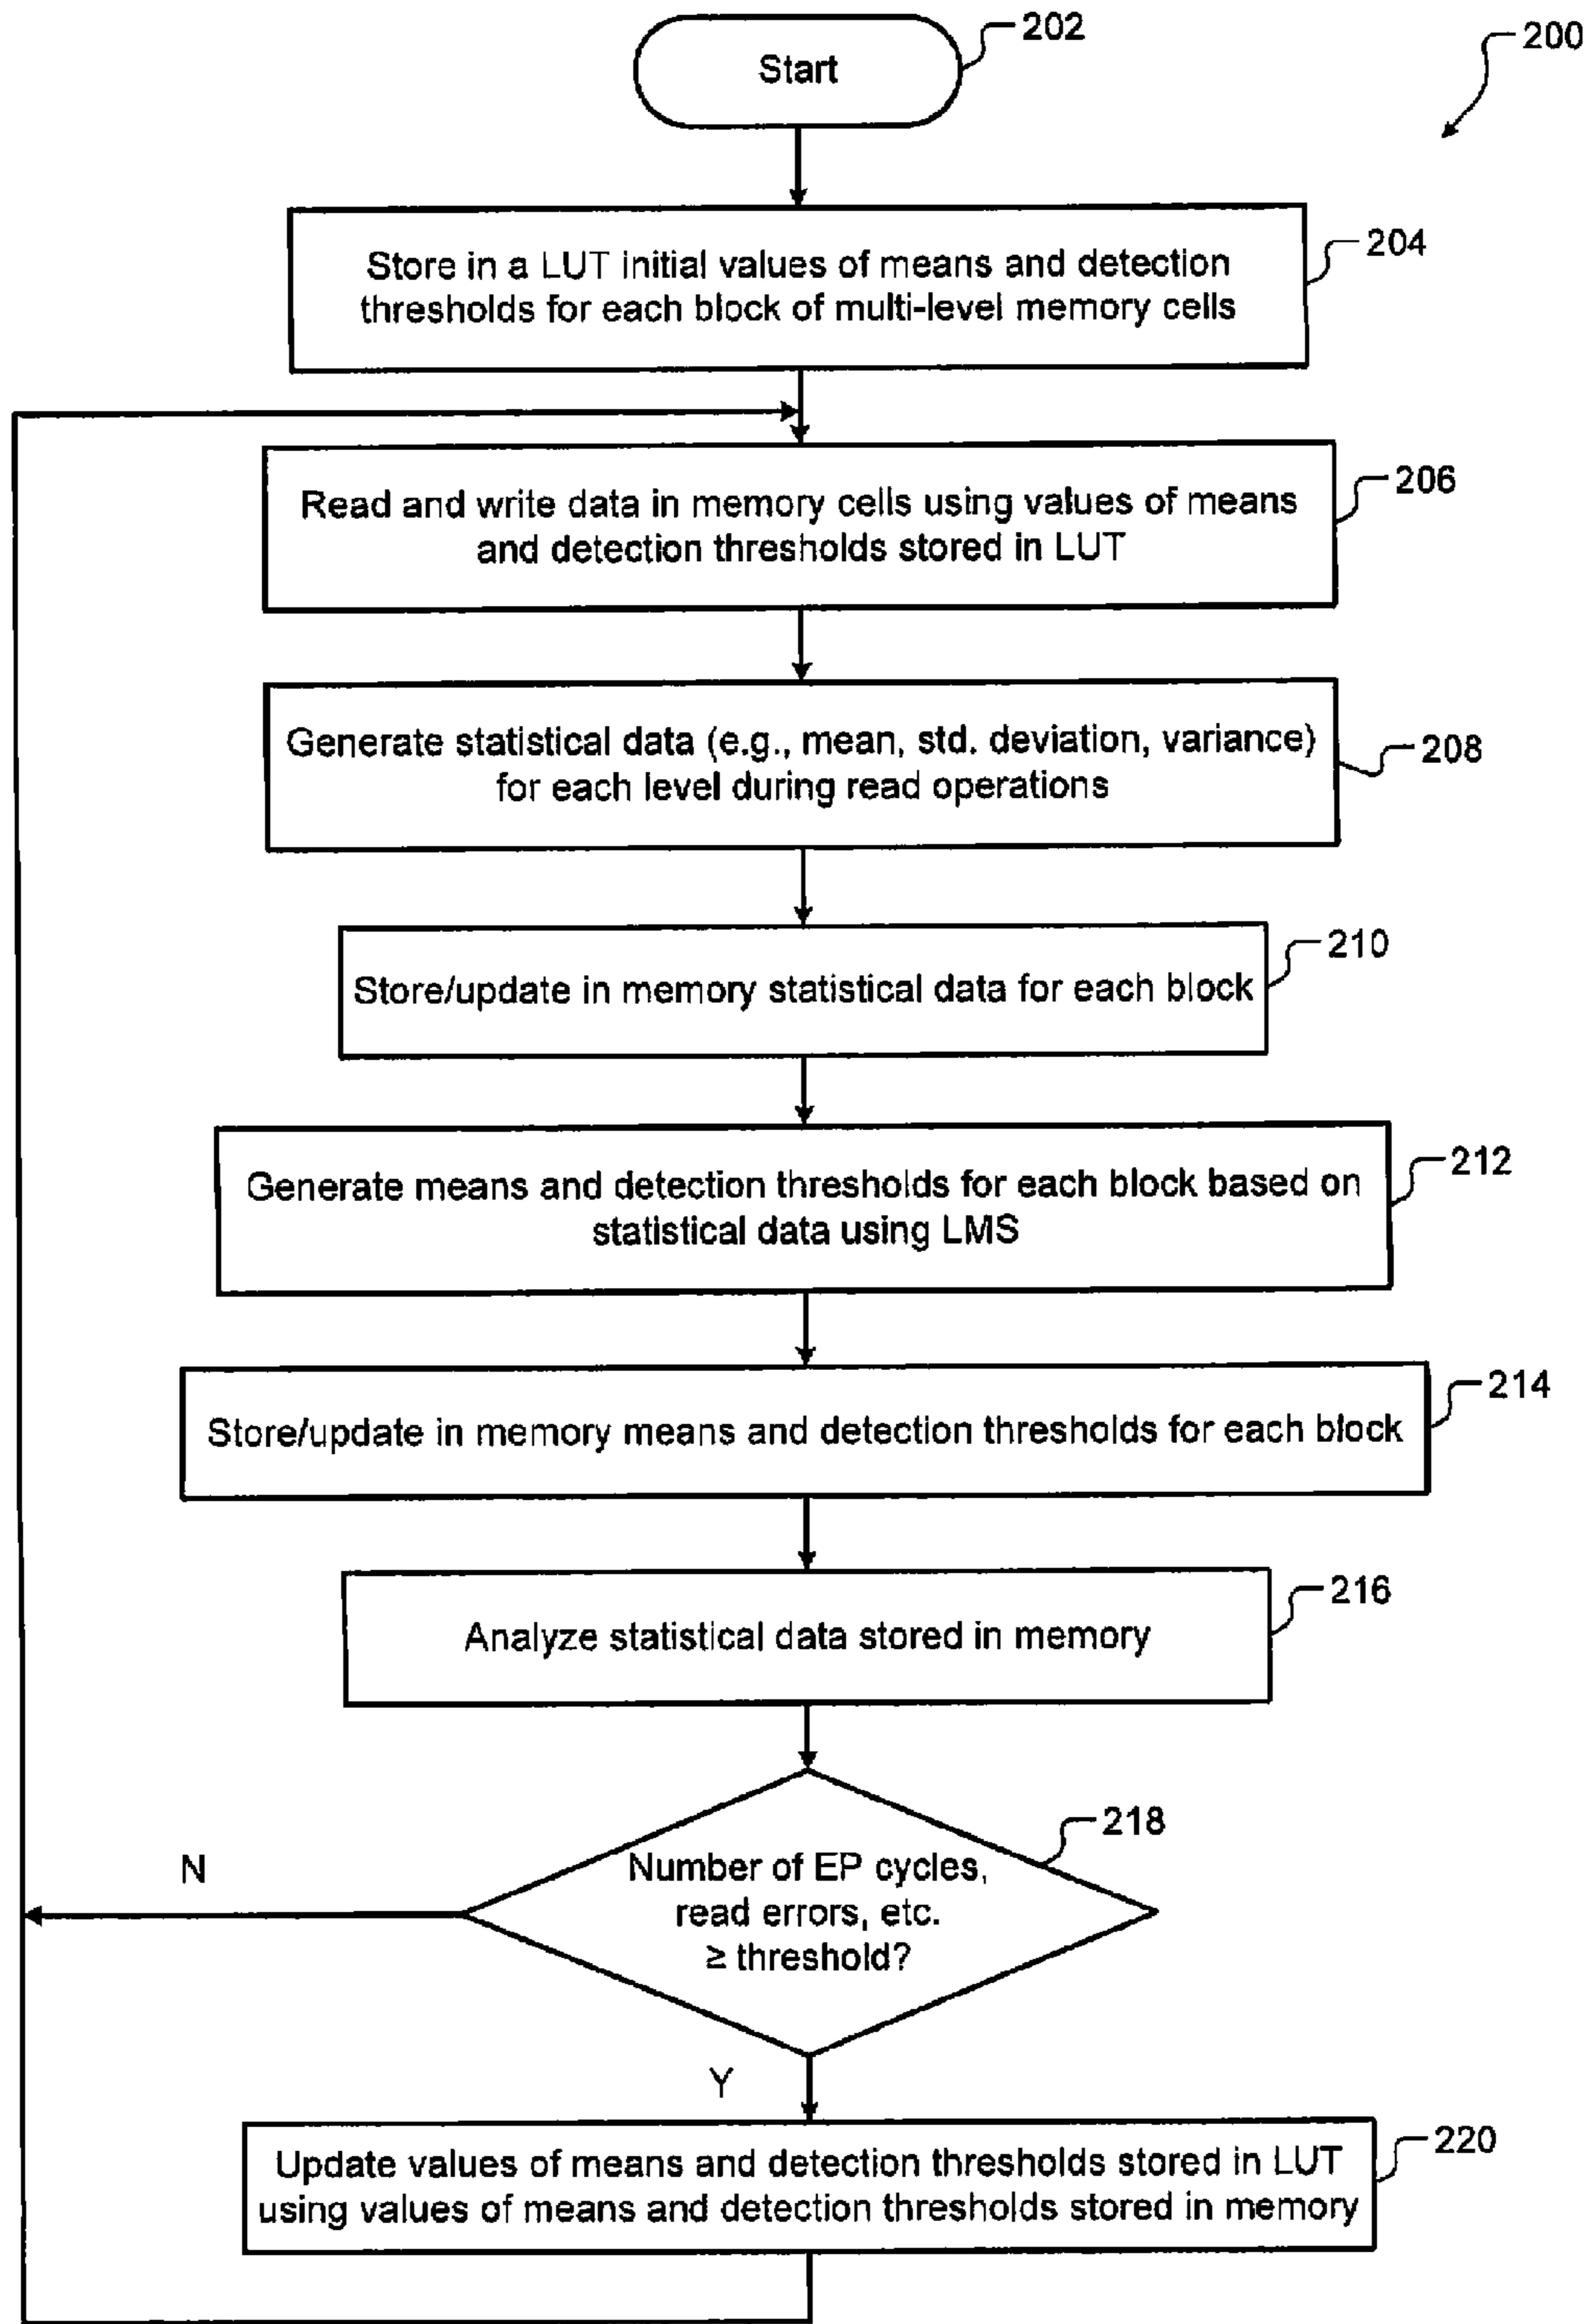 202
200
Start
204
Store in a LUT initial values of means and detection
thresholds for each block of multi-level memory cells
206
Read and write data in memory cells using values of means
and detection thresholds stored in LUT
208
Generate statistical data (e.g., mean, std. deviation, variance)
for each level during read operations
210
Store/update in memory statistical data for each block
212
Generate means and detection thresholds for each block based on
statistical data using LMS
214
Store/update in memory means and detection thresholds for each block
216
Analyze statistical data stored in memory
218
N
Number of EP cycles,
read errors, etc.
≥ threshold?
Y
220
Update values of means and detection thresholds stored in LUT
using values of means and detection thresholds stored in memory